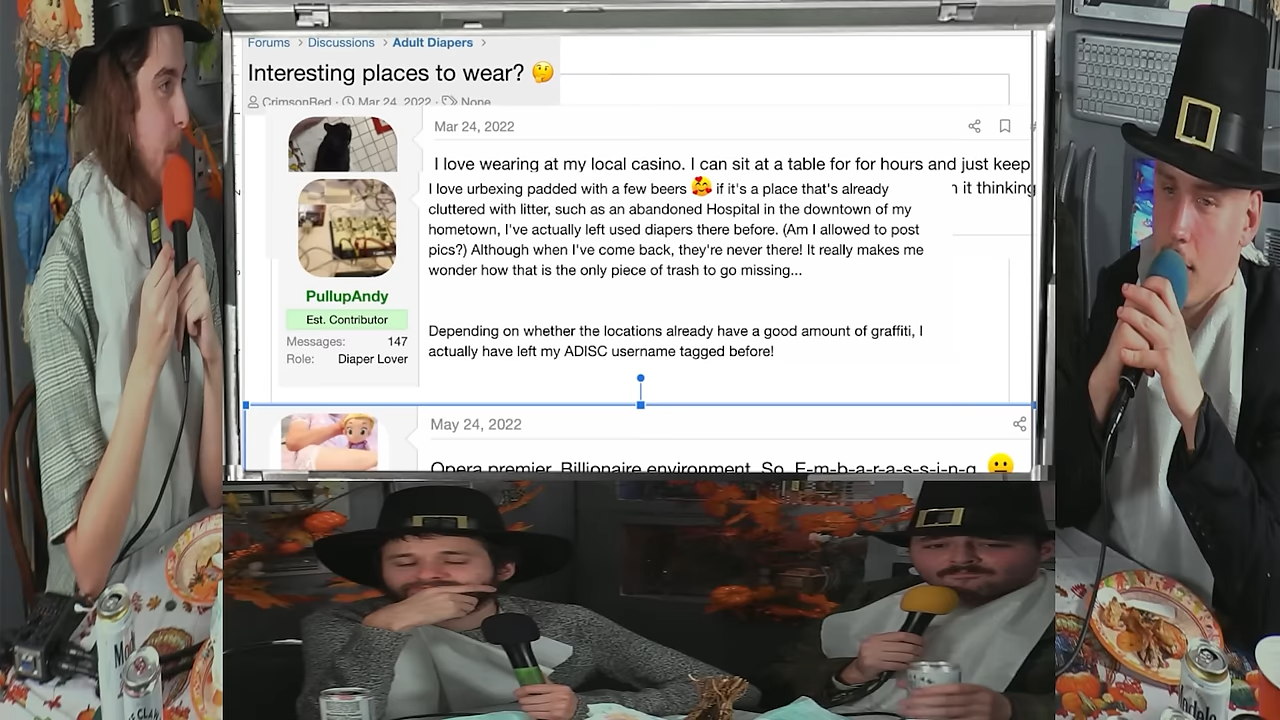 Forums > Discussions > Adult Diapers >
Interesting places to wear? 🤔
CrimsonRed · Mar 24, 2022 · None
Mar 24, 2022
I love wearing at my local casino. I can sit at a table for for hours and just keep
it thinking
I love urbexing padded with a few beers 🥰 if it's a place that's already
cluttered with litter, such as an abandoned Hospital in the downtown of my
hometown, I've actually left used diapers there before. (Am I allowed to post
pics?) Although when I've come back, they're never there! It really makes me
wonder how that is the only piece of trash to go missing...
Depending on whether the locations already have a good amount of graffiti, I
actually have left my ADISC username tagged before!
PullupAndy
Est. Contributor
Messages: 147
Role: Diaper Lover
May 24, 2022
Opera premier. Billionaire environment. So. E-m-b-a-r-a-s-s-i-n-g
Modelo